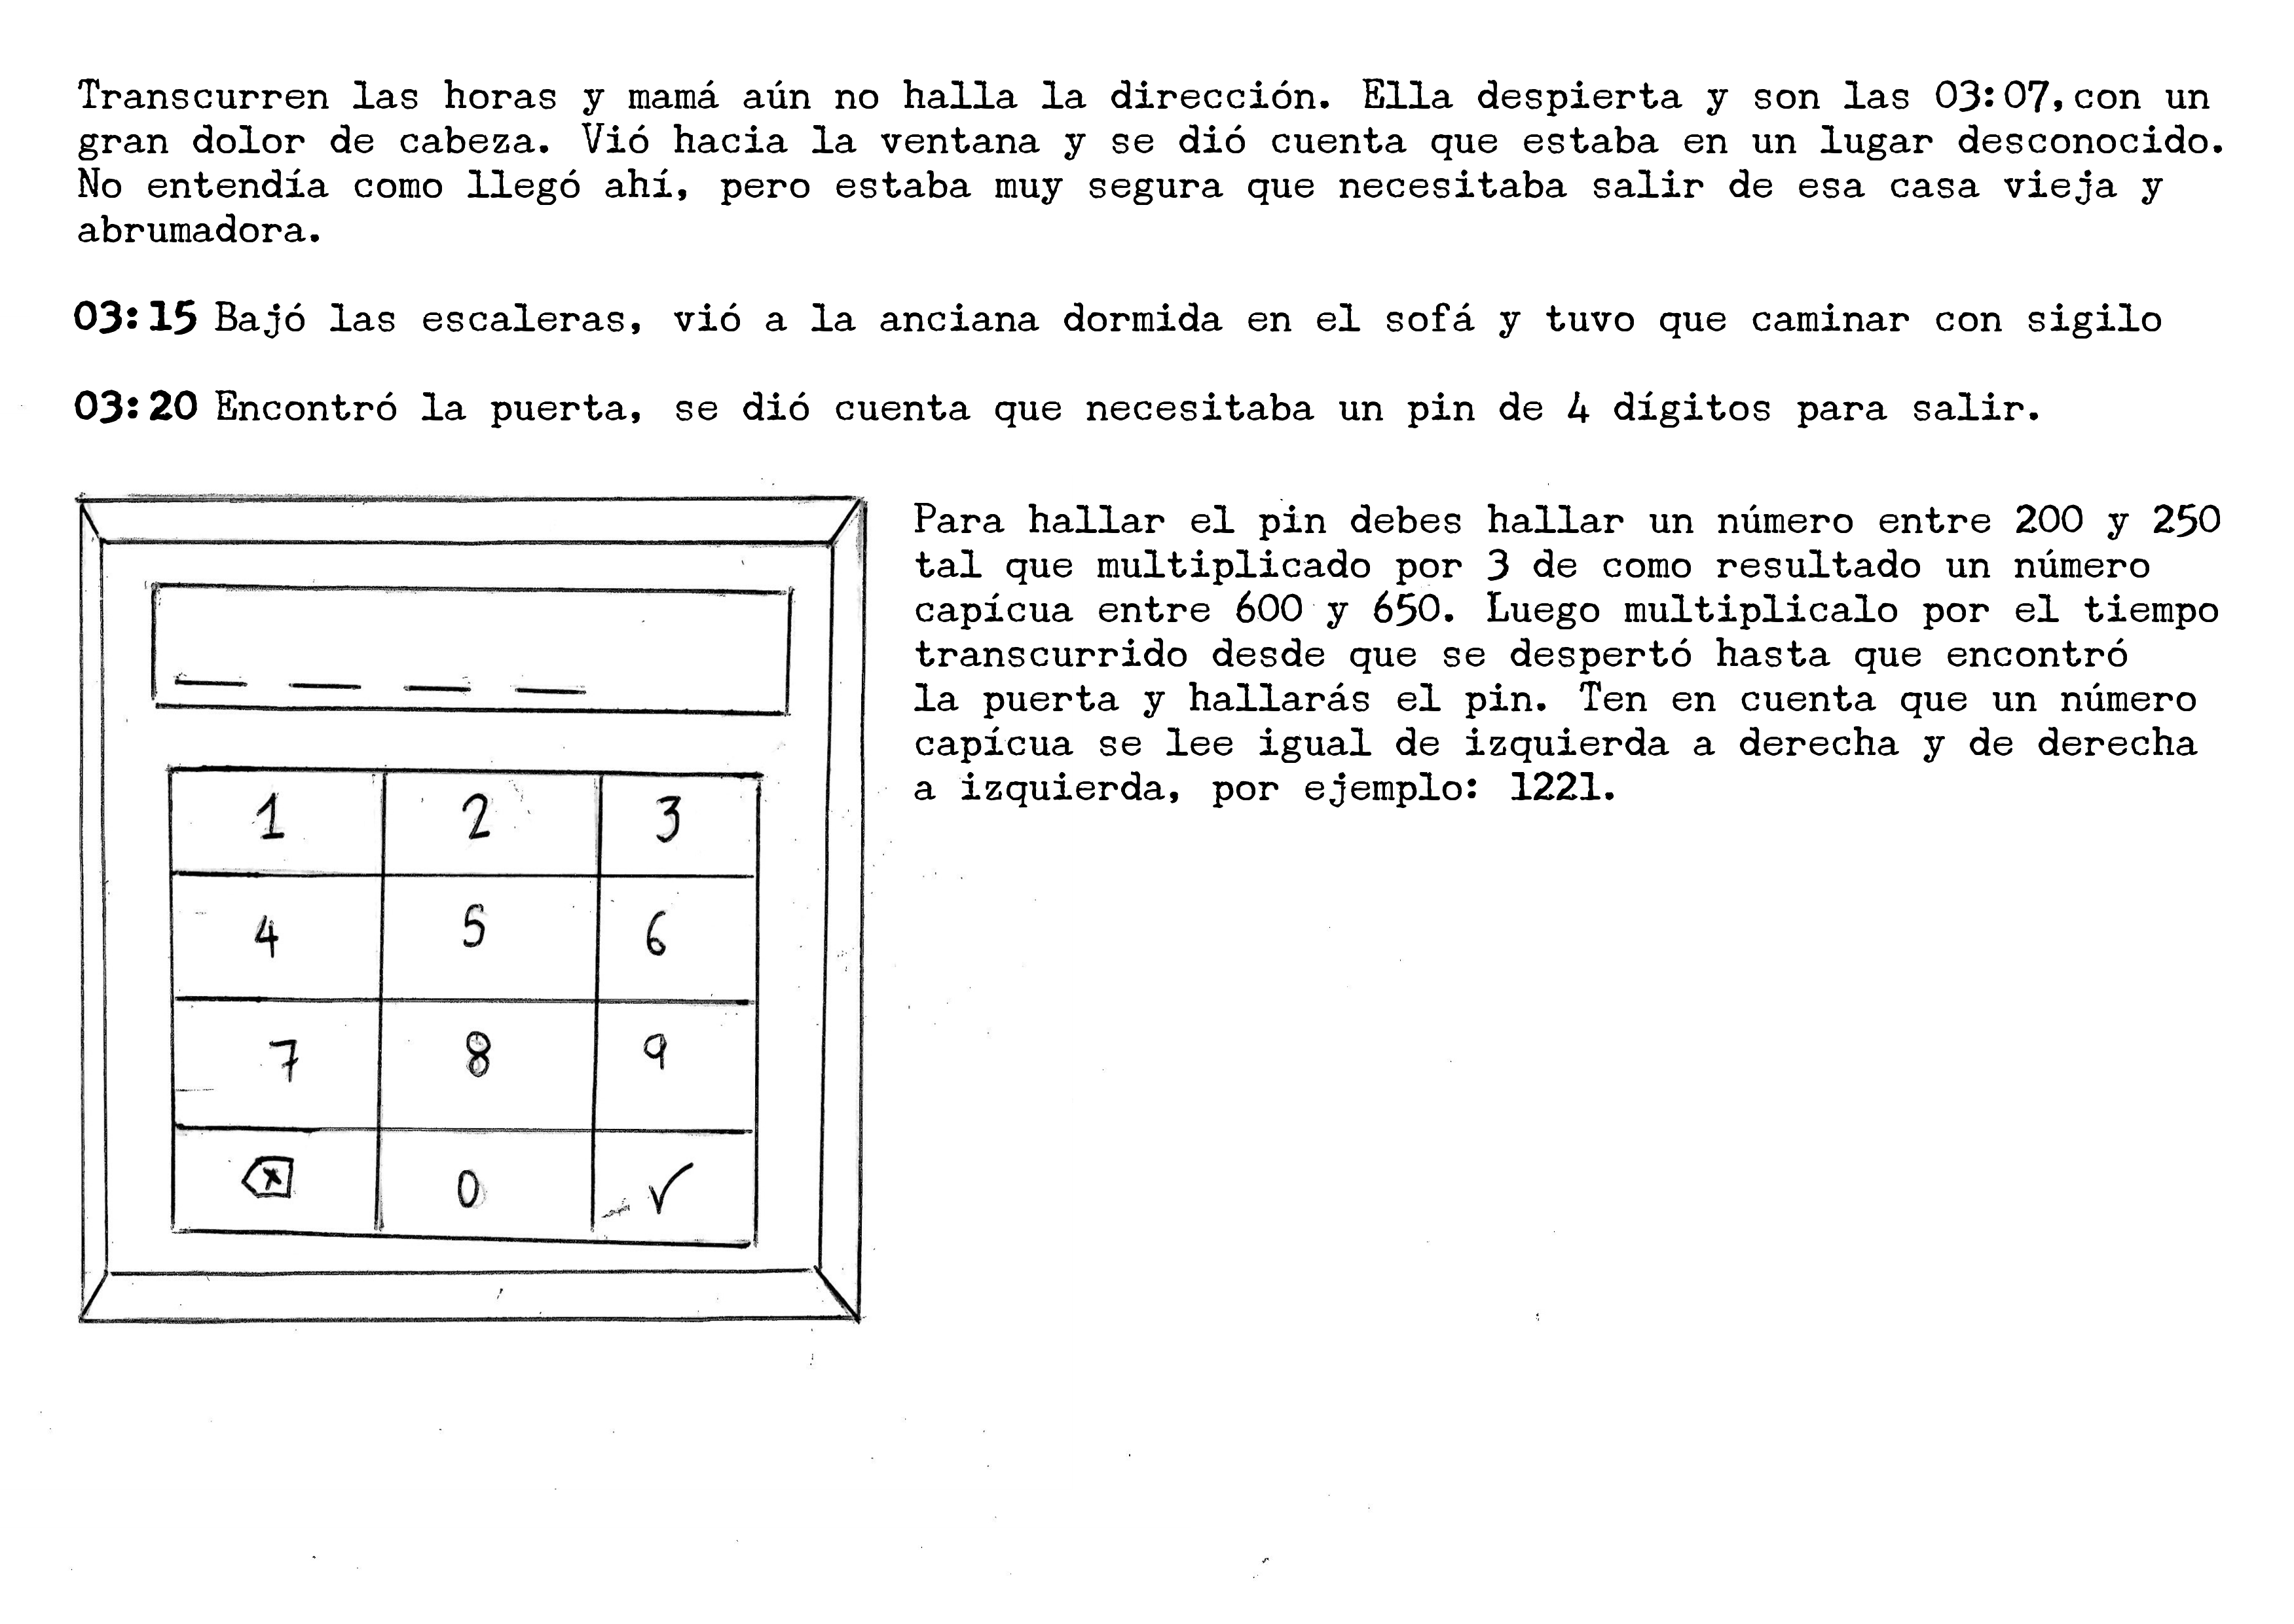 Transcurren las horas y mamá aún no halla la dirección. Ella despierta y son las 03:07, con un
gran dolor de cabeza. Vió hacia la ventana y se dió cuenta que estaba en un lugar desconocido.
No entendía como llegó ahí, pero estaba muy segura que necesitaba salir de esa casa vieja y
abrumadora.
03:15 Bajó las escaleras, vió a la anciana dormida en el sofá y tuvo que caminar con sigilo
03:20 Encontró la puerta, se dió cuenta que necesitaba un pin de 4 dígitos para salir.
Para hallar el pin debes hallar un número entre 200 y 250
tal que multiplicado por 3 de como resultado un número
capícua entre 600 y 650. Luego multiplicalo por el tiempo
transcurrido desde que se despertó hasta que encontró
la puerta y hallarás el pin. Ten en cuenta que un número
capícua se lee igual de izquierda a derecha y de derecha
a izquierda, por ejemplo: 1221.
1 2 3
4 5 6
7 8 9
0